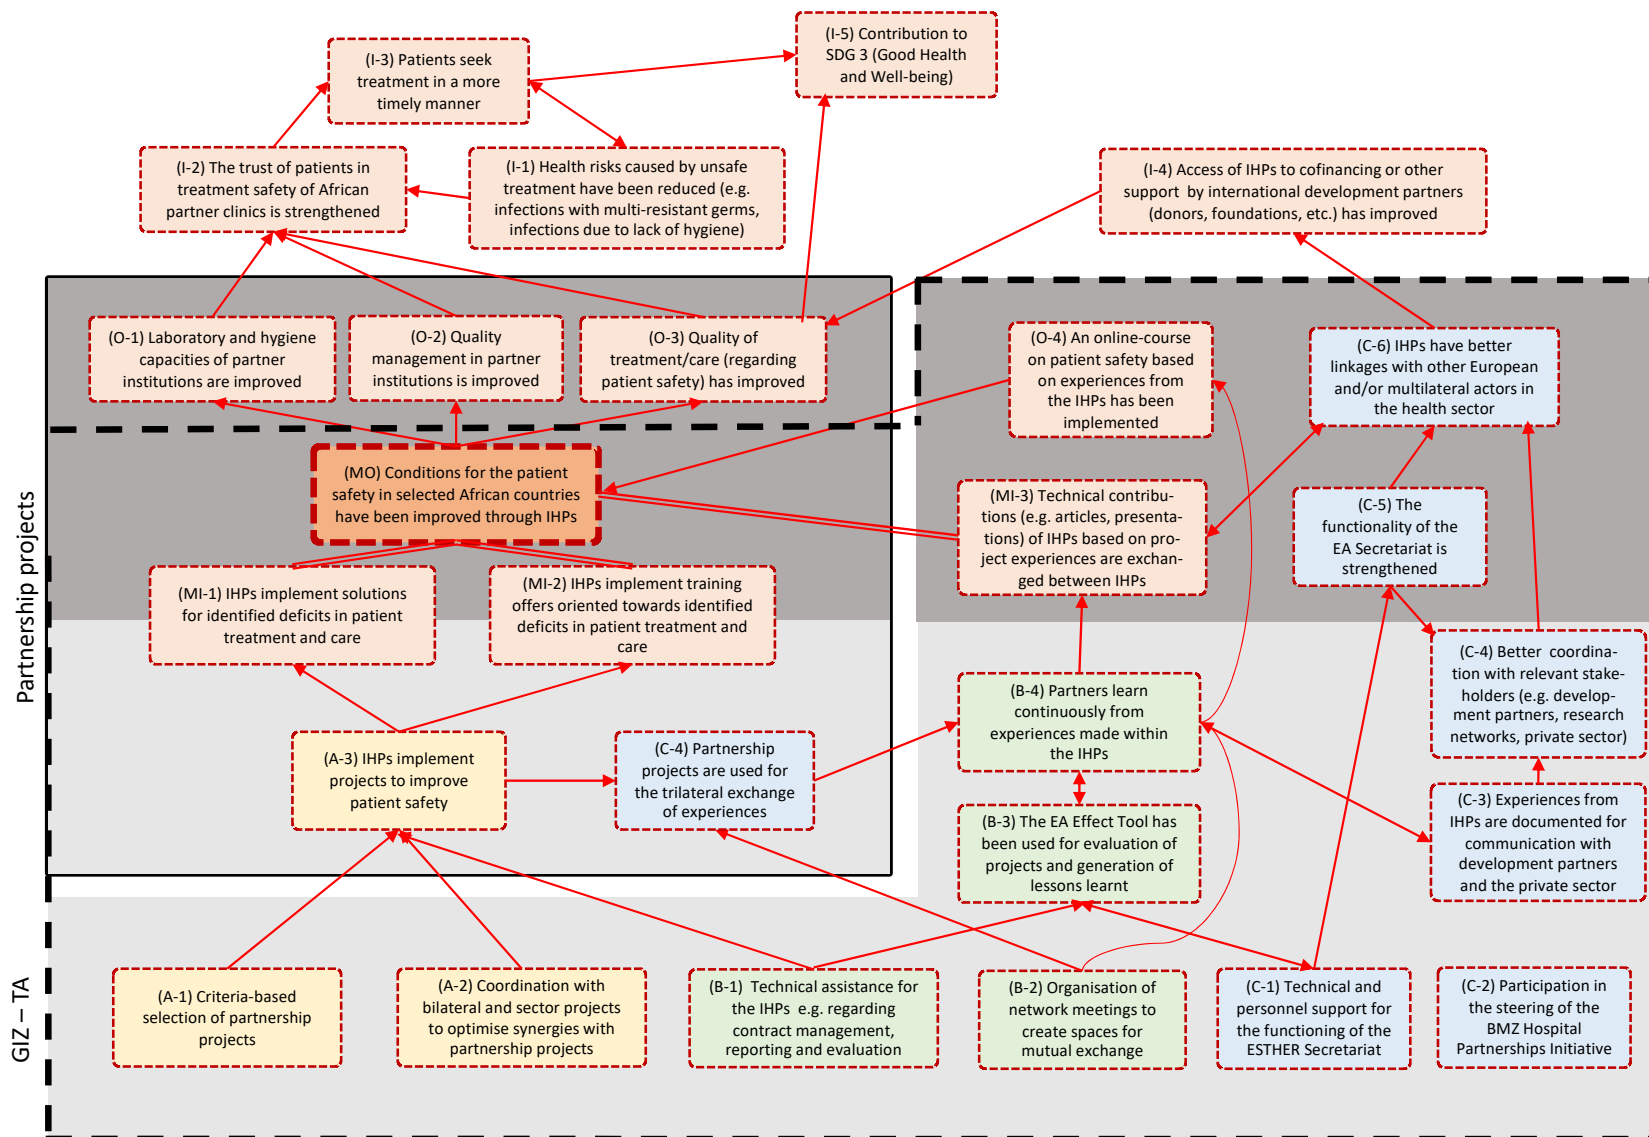 (I-5) Contribution to
SDG 3 (Good Health
and Well-being)
(I-3) Patients seek
treatment in a more
timely manner
(I-2) The trust of patients in
treatment safety of African
partner clinics is strengthened
(I-1) Health risks caused by unsafe
treatment have been reduced (e.g.
infections with multi-resistant germs,
infections due to lack of hygiene)
(I-4) Access of IHPs to cofinancing or other
support by international development partners
(donors, foundations, etc.) has improved
(O-1) Laboratory and hygiene
capacities of partner
institutions are improved
(O-2) Quality
management in partner
institutions is improved
(O-3) Quality of
treatment/care (regarding
patient safety) has improved
(O-4) An online-course
on patient safety based
on experiences from
the IHPs has been
implemented
(C-6) IHPs have better
linkages with other European
and/or multilateral actors in
the health sector
(MO) Conditions for the patient
safety in selected African countries
have been improved through IHPs
(MI-3) Technical contribu-
tions (e.g. articles, presenta-
tions) of IHPs based on pro-
ject experiences are exchan-
ged between IHPs
(C-5) The
functionality of the
EA Secretariat is
strengthened
Partnership projects
(MI-1) IHPs implement solutions
for identified deficits in patient
treatment and care
(MI-2) IHPs implement training
offers oriented towards identified
deficits in patient treatment and
care
(C-4) Better coordina-
tion with relevant stake-
holders (e.g. develop-
ment partners, research
networks, private sector)
(B-4) Partners learn
continuously from
experiences made within
the IHPs
(A-3) IHPs implement
projects to improve
patient safety
(C-4) Partnership
projects are used for
the trilateral exchange
of experiences
(B-3) The EA Effect Tool has
been used for evaluation of
projects and generation of
lessons learnt
(C-3) Experiences from
IHPs are documented for
communication with
development partners
and the private sector
GIZ – TA
(A-1) Criteria-based
selection of partnership
projects
(A-2) Coordination with
bilateral and sector projects
to optimise synergies with
partnership projects
(B-1) Technical assistance for
the IHPs e.g. regarding
contract management,
reporting and evaluation
(B-2) Organisation of
network meetings to
create spaces for
mutual exchange
(C-1) Technical and
personnel support for
the functioning of the
ESTHER Secretariat
(C-2) Participation in
the steering of the
BMZ Hospital
Partnerships Initiative